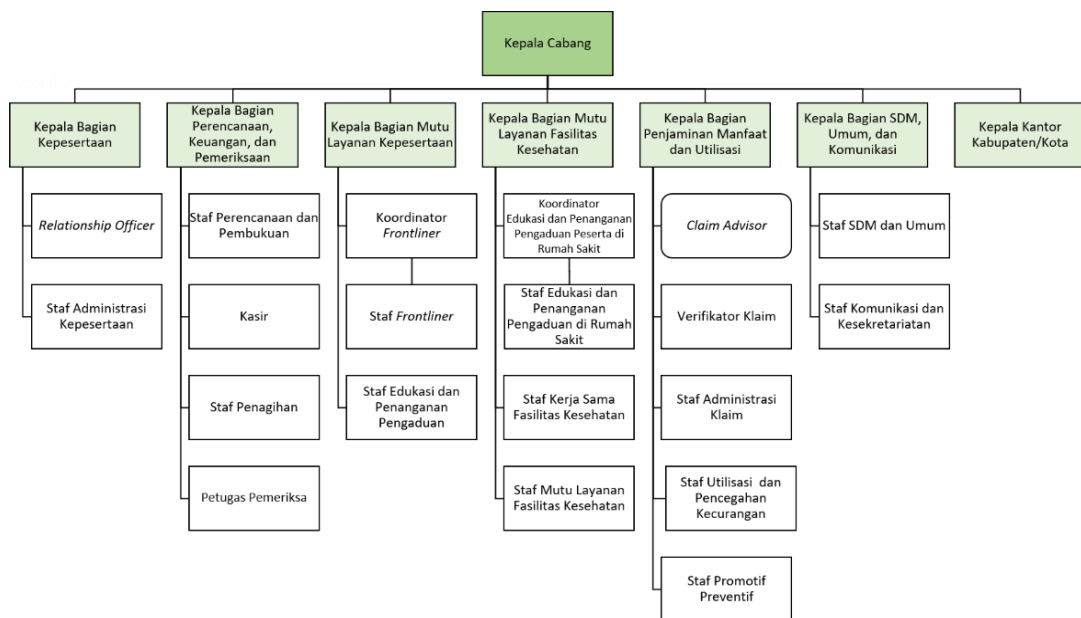 Kepala Cabang
Kepala Bagian
Kepesertaan
Kepala Bagian
Perencanaan,
Keuangan, dan
Pemeriksaan
Kepala Bagian Mutu
Layanan Kepesertaan
Kepala Bagian Mutu
Layanan Fasilitas
Kesehatan
Kepala Bagian
Penjaminan Manfaat
dan Utilisasi
Kepala Bagian SDM,
Umum, dan
Komunikasi
Kepala Kantor
Kabupaten/Kota
Relationship Officer
Staf Administrasi
Kepesertaan
Staf Perencanaan dan
Pembukuan
Kasir
Staf Penagihan
Petugas Pemeriksa
Koordinator
Frontliner
Staf Frontliner
Staf Edukasi dan
Penanganan
Pengaduan
Koordinator
Edukasi dan Penanganan
Pengaduan Peserta di
Rumah Sakit
Staf Edukasi dan
Penanganan
Pengaduan di Rumah
Sakit
Staf Kerja Sama
Fasilitas Kesehatan
Staf Mutu Layanan
Fasilitas Kesehatan
Claim Advisor
Verifikator Klaim
Staf Administrasi
Klaim
Staf Utilisasi dan
Pencegahan
Kecurangan
Staf Promotif
Preventif
Staf SDM dan Umum
Staf Komunikasi dan
Kesekretariatan